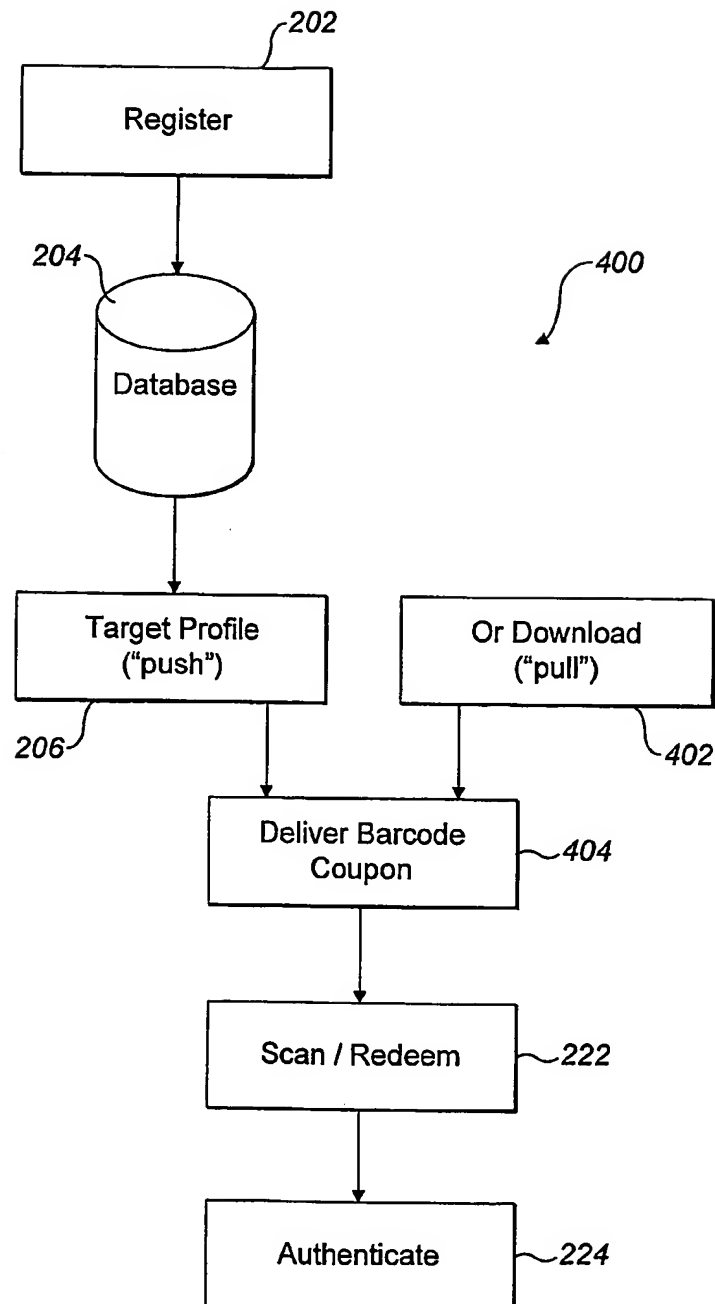 202
Register
204
400
Database
Target Profile
("push")
Or Download
("pull")
206
402
Deliver Barcode
Coupon
404
Scan / Redeem
222
Authenticate
224